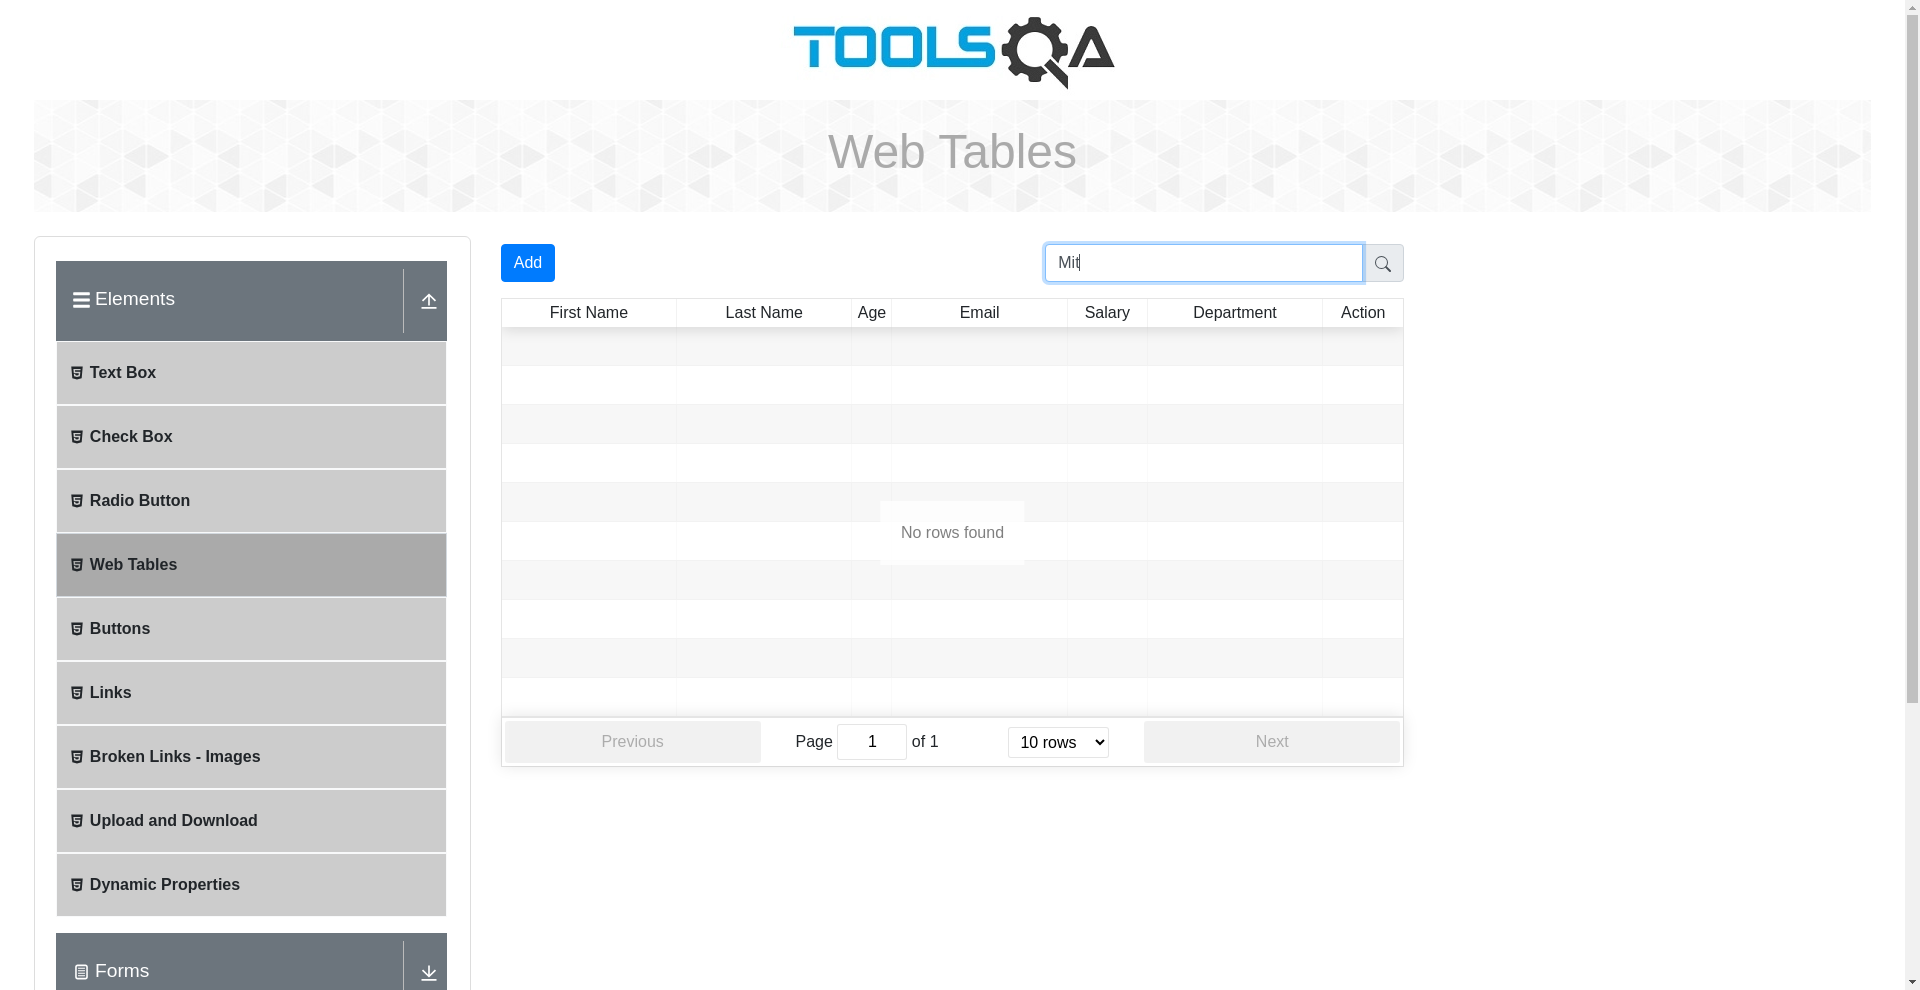 TOOLSQA
Web Tables
Elements
Text Box
Check Box
Radio Button
Web Tables
Buttons
Links
Broken Links - Images
Upload and Download
Dynamic Properties
Forms
Add
Mit
First Name Last Name Age Email Salary Department Action
No rows found
Previous Page 1 of 1 10 rows Next